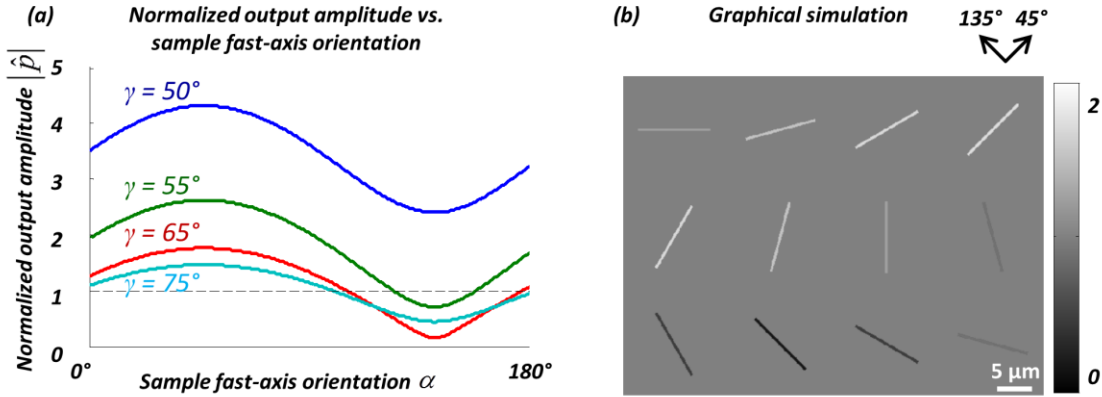 (a) Normalized output amplitude vs.
sample fast-axis orientation
Normalized output amplitude |p̂|
5
4
3
2
1
0
γ = 50°
γ = 55°
γ = 65°
γ = 75°
0°
180°
Sample fast-axis orientation α
(b) Graphical simulation
135° 45°
2
0
5 μm